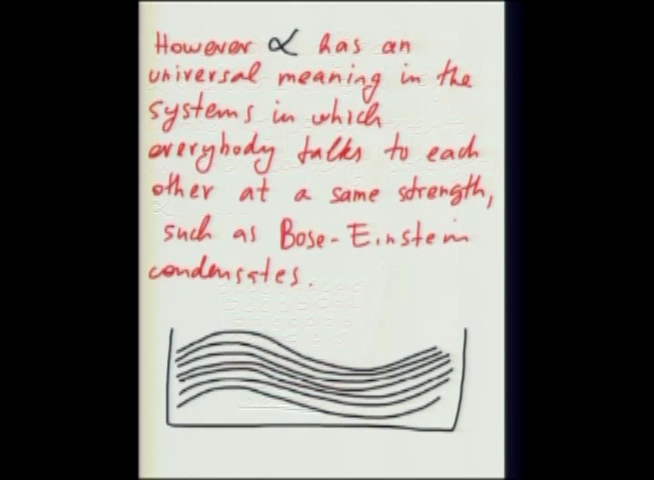 However α has an
universal meaning in the
systems in which
everybody talks to each
other at a same strength,
such as Bose-Einstein
condensates.